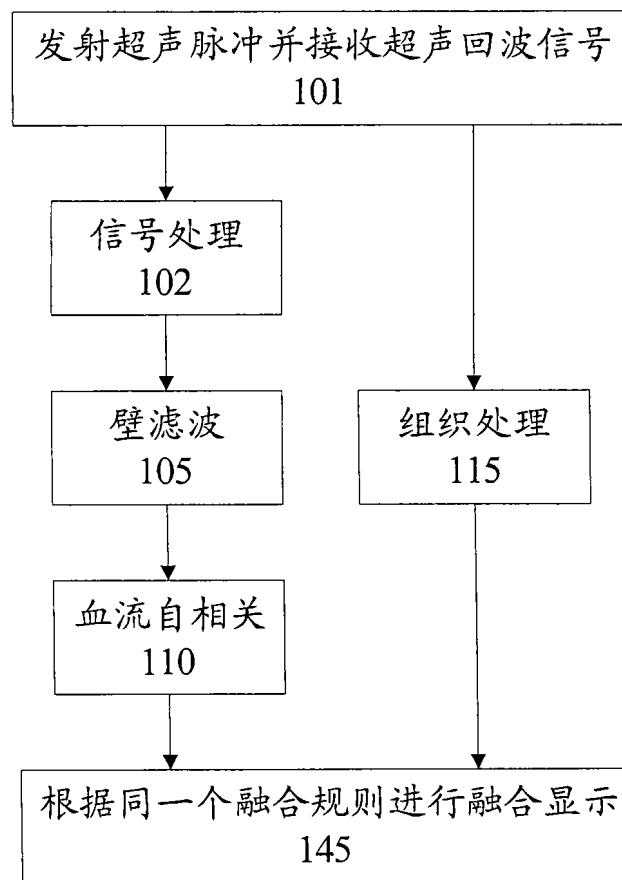 发射超声脉冲并接收超声回波信号
101
信号处理
102
壁滤波
105
组织处理
115
血流自相关
110
根据同一个融合规则进行融合显示
145